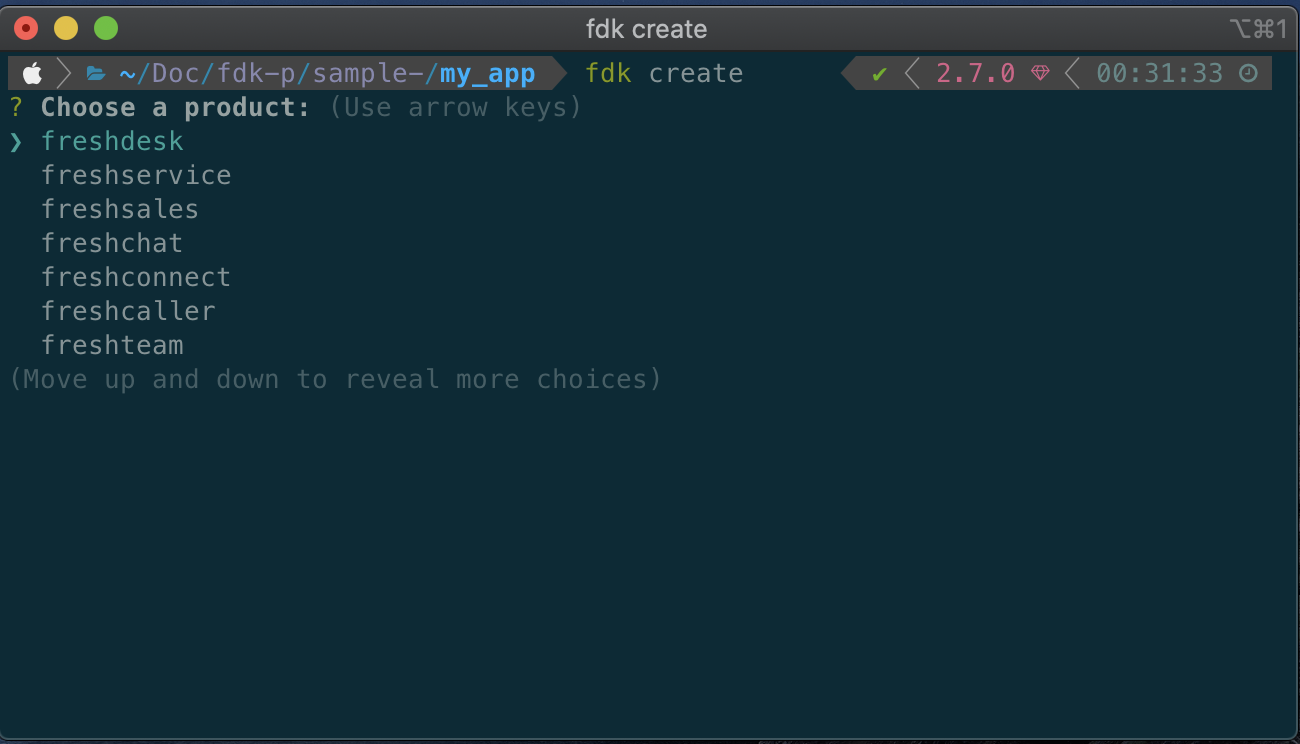 fdk create
⌥⌘1
~/Doc/fdk-p/sample-/my_app fdk create ✔ 2.7.0 00:31:33
? Choose a product: (Use arrow keys)
❯ freshdesk
freshservice
freshsales
freshchat
freshconnect
freshcaller
freshteam
(Move up and down to reveal more choices)